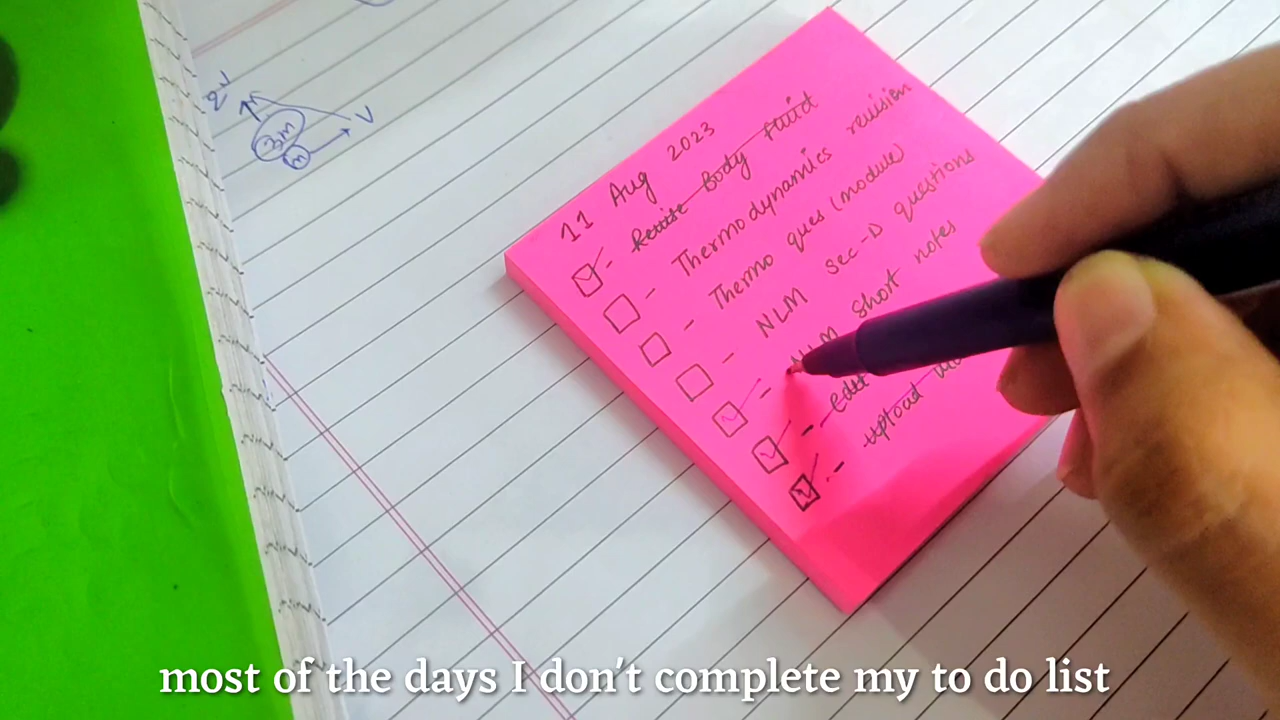 2v
3m
m
v
11 Aug 2023
- Revise Body fluid
- Thermodynamics revision
- Thermo ques (module)
- NLM sec-D questions
- NLM short notes
- Edit
- Upload
most of the days I don't complete my to do list